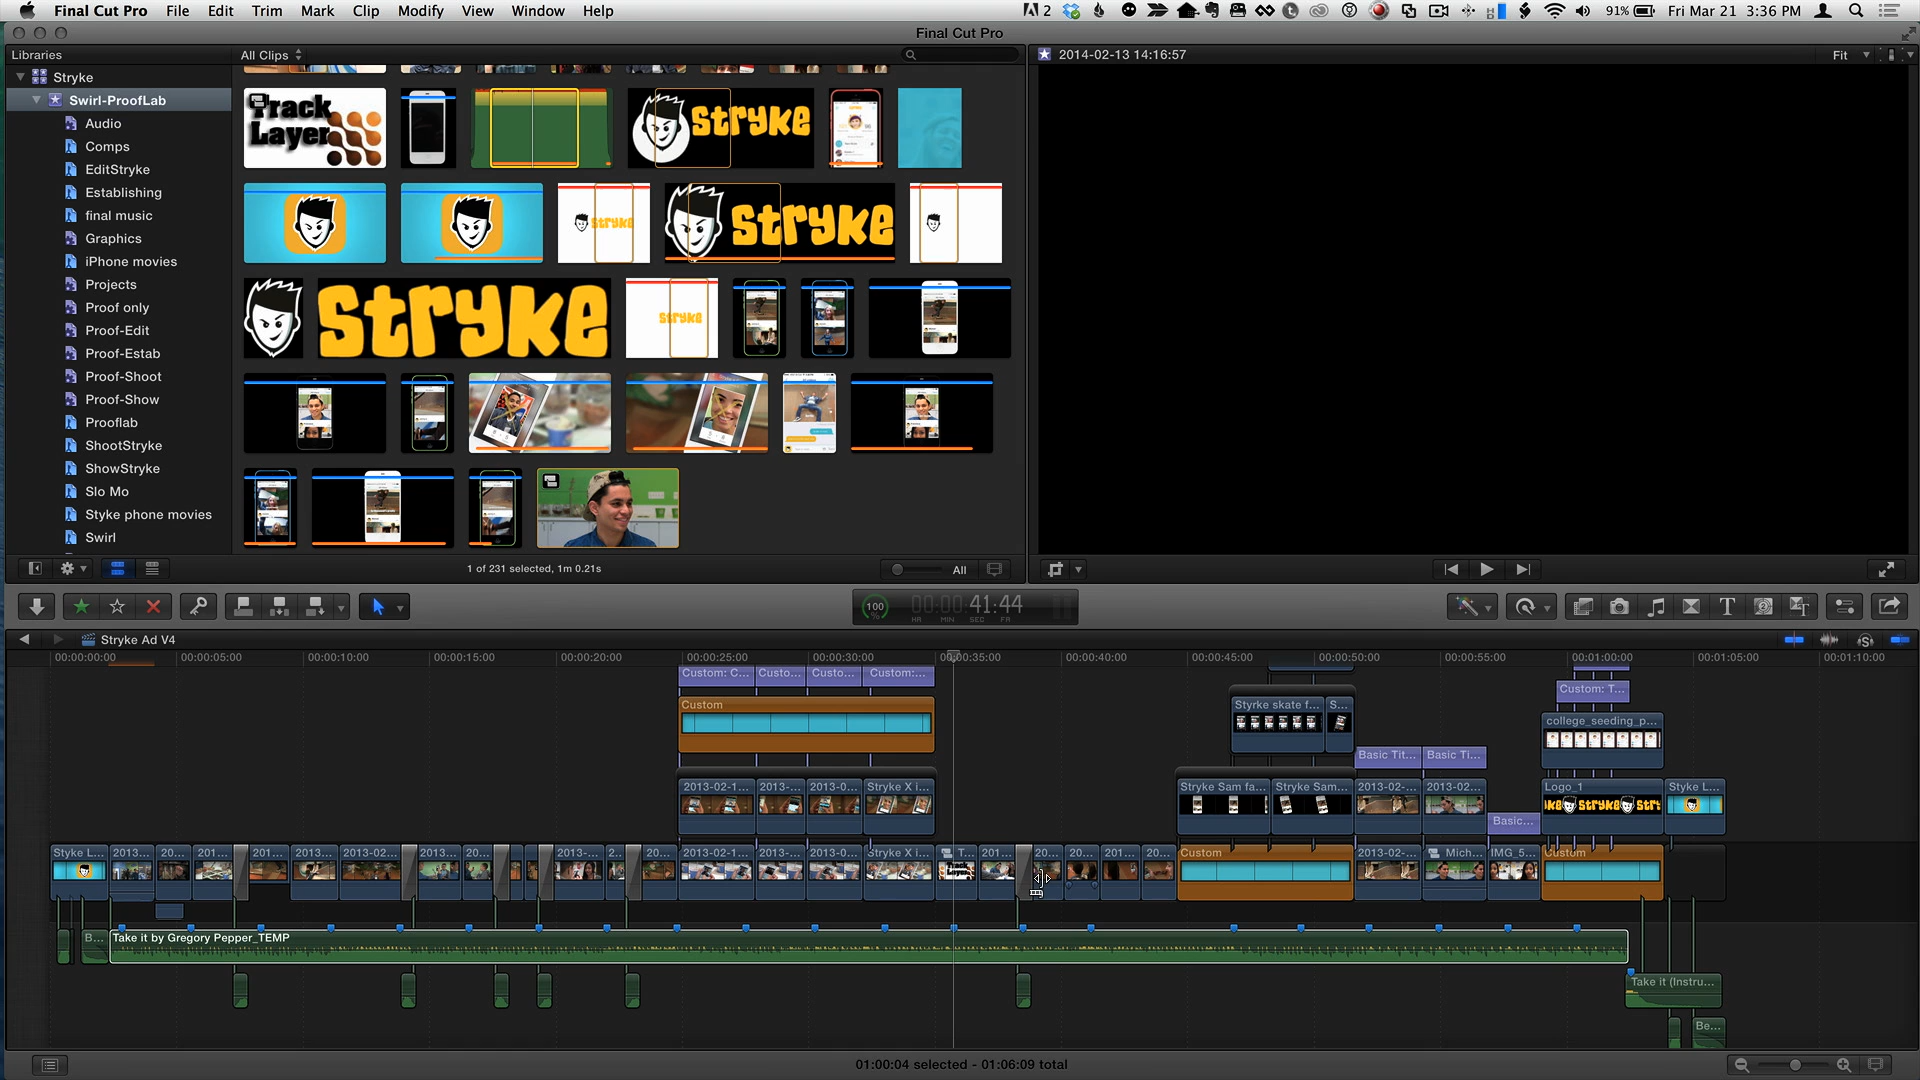 Final Cut Pro File Edit Trim Mark Clip Modify View Window Help
2 91% Fri Mar 21 3:36 PM
Final Cut Pro
Libraries
All Clips
2014-02-13 14:16:57
Fit
Stryke
Swirl-ProofLab
Audio
Comps
EditStryke
Establishing
final music
Graphics
iPhone movies
Projects
Proof only
Proof-Edit
Proof-Estab
Proof-Shoot
Proof-Show
Prooflab
ShootStryke
ShowStryke
Slo Mo
Styke phone movies
Swirl
Track
Layer
stryke
stryke
stryke
stryke
stryke
1 of 231 selected, 1m 0.21s
All
100
00:00:41:44
HR MIN SEC FR
Stryke Ad V4
00:00:00:00 00:00:05:00 00:00:10:00 00:00:15:00 00:00:20:00 00:00:25:00 00:00:30:00 00:00:35:00 00:00:40:00 00:00:45:00 00:00:50:00 00:00:55:00 00:01:00:00 00:01:05:00 00:01:10:00
Custom: C... Custo... Custo... Custom:...
Custom: T...
Custom
Styrke skate f... S...
college_seeding_p...
Basic Tit... Basic Ti...
2013-02-1... 2013-... 2013-0... Stryke X i...
Stryke Sam fa... Stryke Sam... 2013-02-... 2013-02... Logo_1 Styke L...
Basic...
Styke L... 2013... 20... 201... 201... 2013... 2013-02... 2013... 20... 2013-... 2... 20... 2013-02-1... 2013-... 2013-0... Stryke X i... T... 201... 20... 20... 201... 20... Custom 2013-02-... Mich... IMG_5... Custom
B... Take it by Gregory Pepper_TEMP
Take it (Instru...
Be...
01:00:04 selected - 01:06:09 total